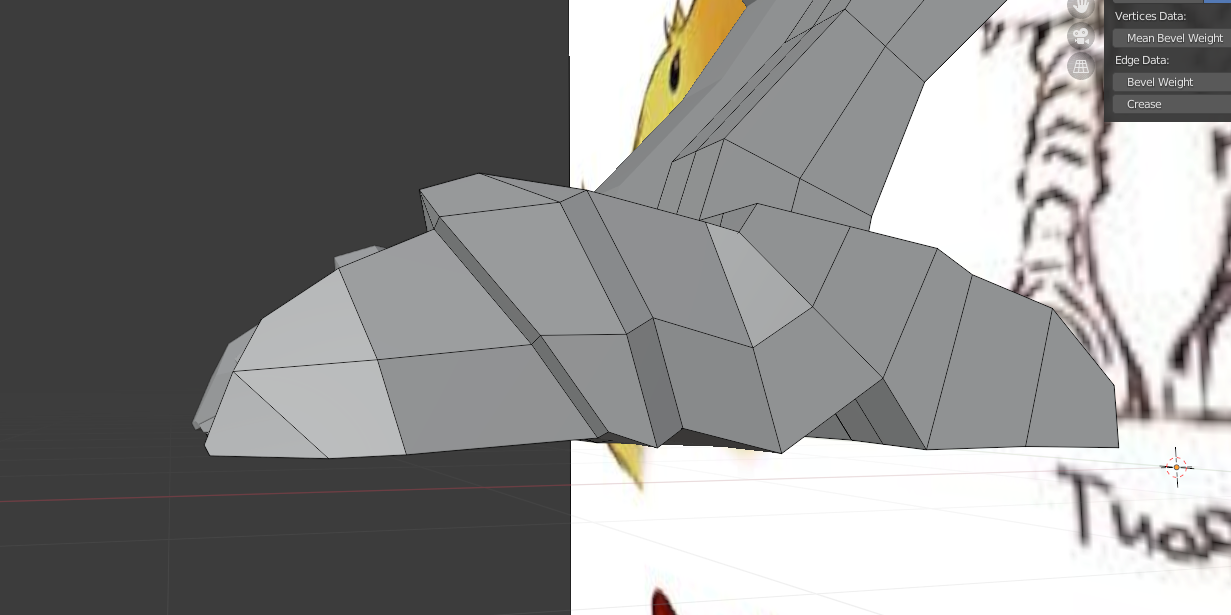 Vertices Data:
Mean Bevel Weight
Edge Data:
Bevel Weight
Crease